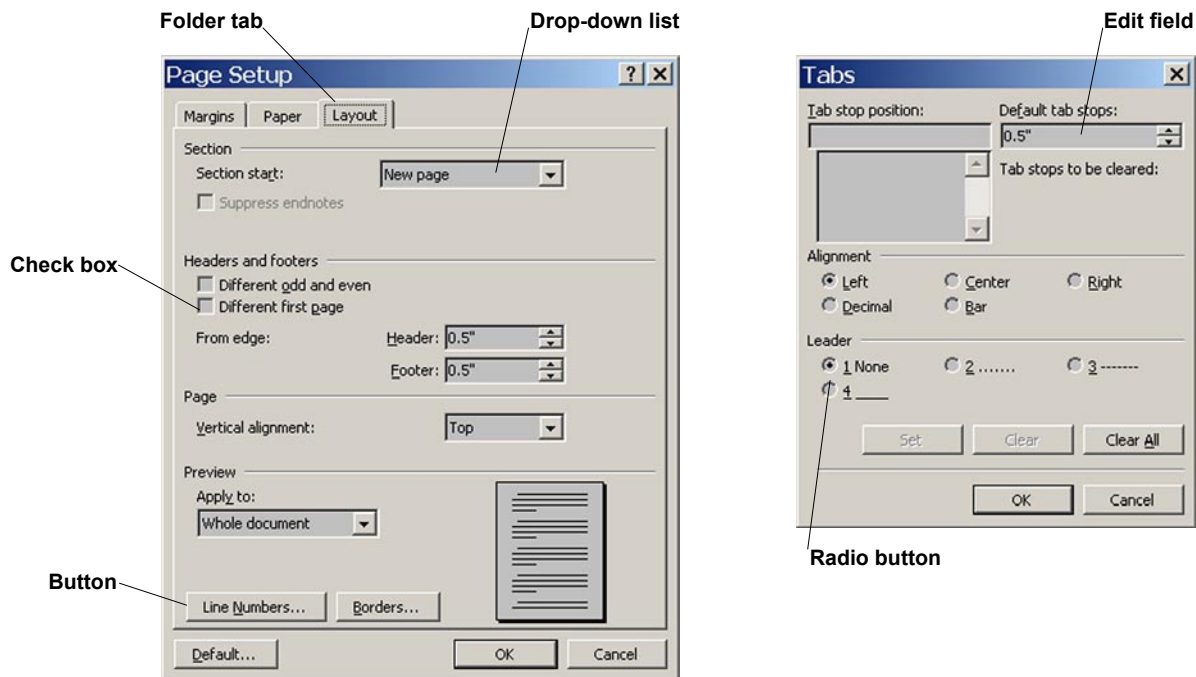 Folder tab
Drop-down list
Edit field
Page Setup
? X
Margins Paper Layout
Section
Section start: New page
Suppress endnotes
Check box
Headers and footers
Different odd and even
Different first page
From edge: Header: 0.5"
Footer: 0.5"
Page
Vertical alignment: Top
Preview
Apply to:
Whole document
Button
Line Numbers... Borders...
Default... OK Cancel
Tabs
X
Tab stop position: Default tab stops:
0.5"
Tab stops to be cleared:
Alignment
Left Center Right
Decimal Bar
Leader
1 None 2 ....... 3 -------
4 ____
Set Clear Clear All
OK Cancel
Radio button